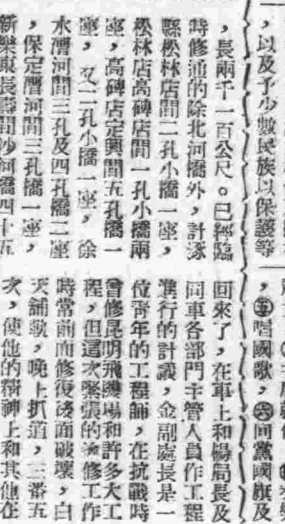 ，以及予少數民族以保護等
，長兩千一百公尺。已經臨
時修通的除北河橋外，計涿
縣松林店間二孔小橋一座，
松林店高碑店間一孔小橋兩
座，高碑店定興間五孔橋一
座，又二孔小橋一座，徐
水漕河間三孔及四孔橋二座
，保定漕河間三孔橋一座，
新樂東長壽間沙河橋四十五
唱國歌，向黨國旗及
回來了，在車上和楊局長及
同車各部門主管人員作工程
進行的計議，金副處長是一
位靑年的工程師，在抗戰時
曾修昆明飛機場和許多大工
程，但這次緊張的搶修工作
時常前面修復後面破壞，白
天舖軌，晚上抓道，三番五
次，使他的精神上和其他在